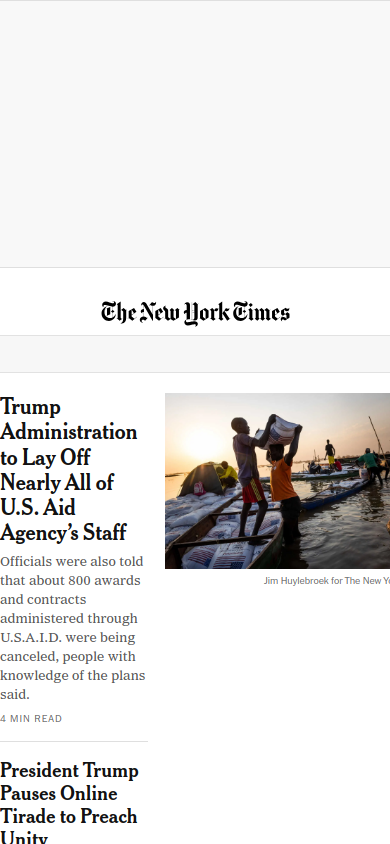 The New York Times
Trump
Administration
to Lay Off
Nearly All of
U.S. Aid
Agency's Staff
Officials were also told
that about 800 awards
and contracts
administered through
U.S.A.I.D. were being
canceled, people with
knowledge of the plans
said.
4 MIN READ
Jim Huylebroek for The New Yo
President Trump
Pauses Online
Tirade to Preach
Unity